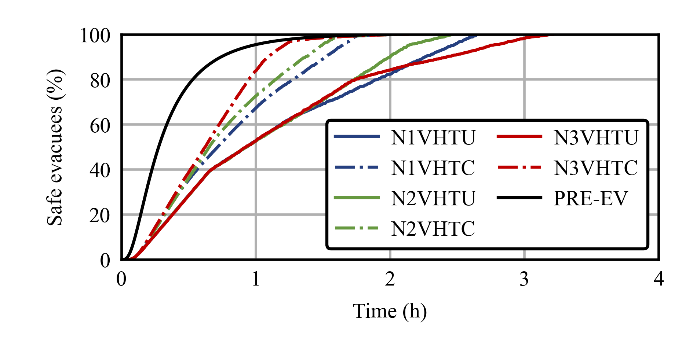 100
80
60
40
20
0
Safe evacuees (%)
N1VHTU
N3VHTU
N1VHTC
N3VHTC
N2VHTU
PRE-EV
N2VHTC
0 1 2 3 4
Time (h)